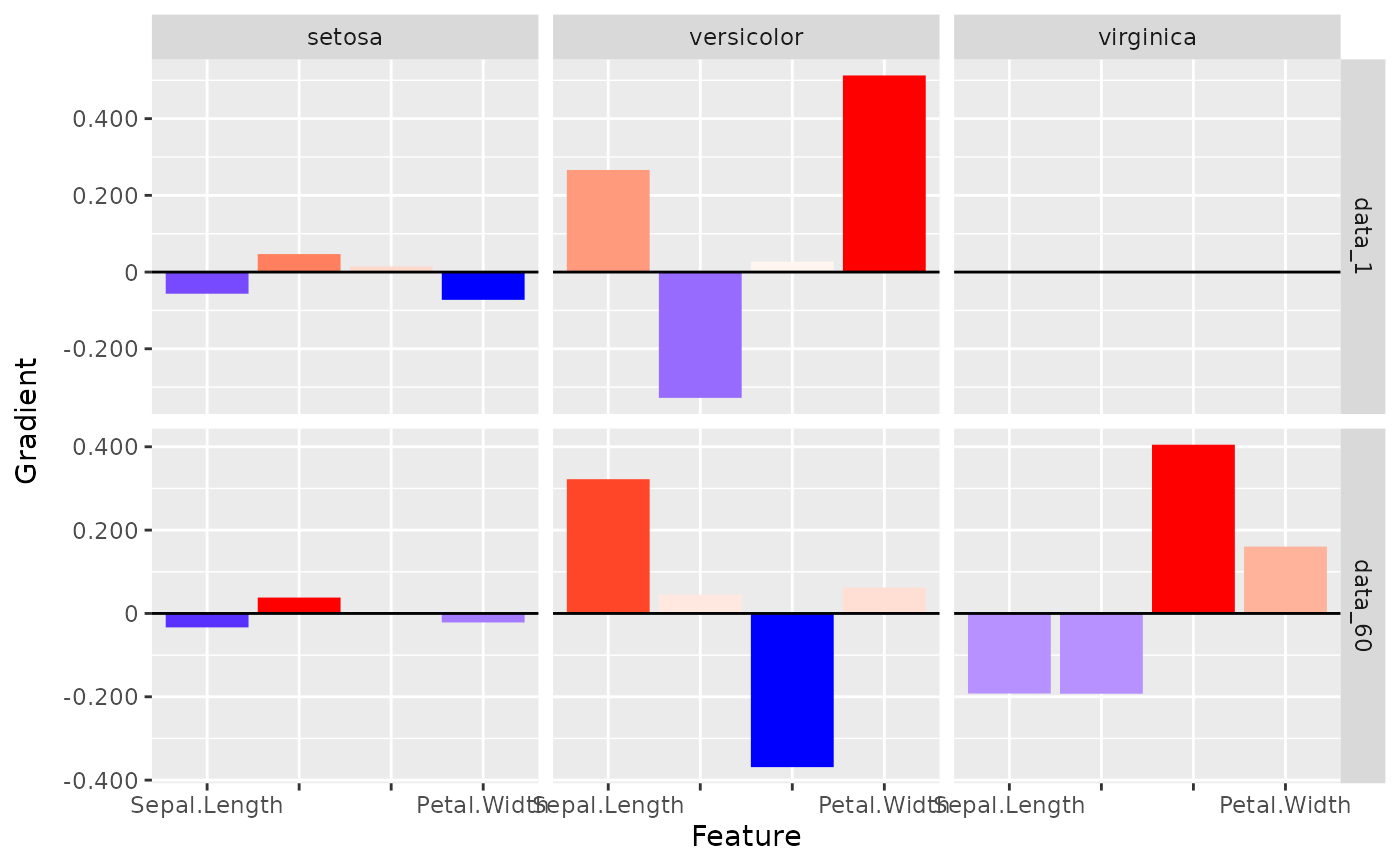 setosa
versicolor
virginica
0.400
0.200
0
-0.200
data_1
Gradient
0.400
0.200
0
-0.200
-0.400
data_60
Sepal.Length
Petal.Width
Sepal.Length
Petal.Width
Sepal.Length
Petal.Width
Feature